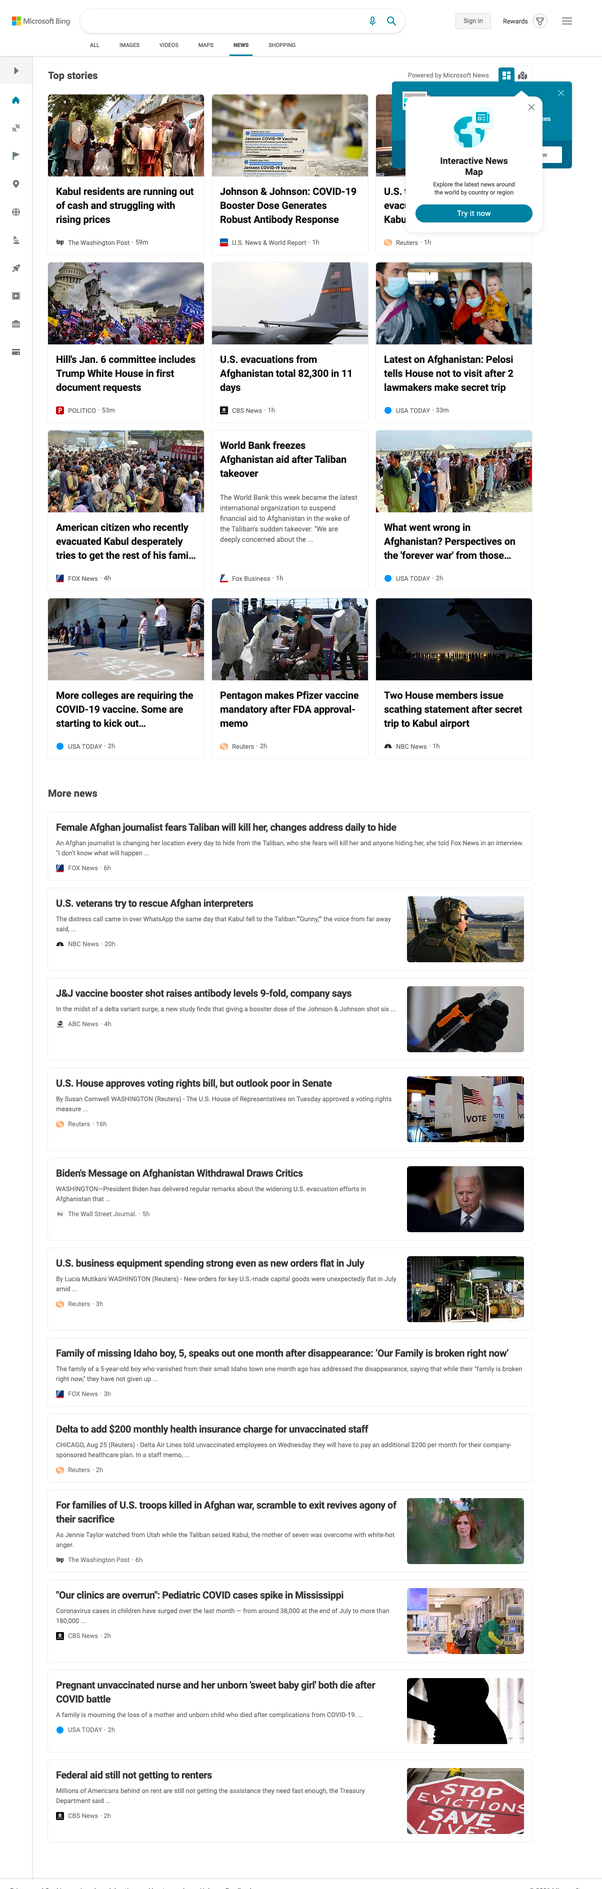 Microsoft Bing
Sign in
Rewards
ALL
IMAGES
VIDEOS
MAPS
NEWS
SHOPPING
Top stories
Powered by Microsoft News
Interactive News
Map
Explore the latest news around
the world by country or region
Try it now
Kabul residents are running out
of cash and struggling with
rising prices
The Washington Post · 59m
Johnson & Johnson: COVID-19
Booster Dose Generates
Robust Antibody Response
U.S. News & World Report · 1h
U.S.
evacu
Kabu
Reuters · 1h
Hill's Jan. 6 committee includes
Trump White House in first
document requests
POLITICO · 53m
U.S. evacuations from
Afghanistan total 82,300 in 11
days
CBS News · 1h
Latest on Afghanistan: Pelosi
tells House not to visit after 2
lawmakers make secret trip
USA TODAY · 33m
American citizen who recently
evacuated Kabul desperately
tries to get the rest of his fami...
FOX News · 4h
World Bank freezes
Afghanistan aid after Taliban
takeover
The World Bank this week became the latest
international organization to suspend
financial aid to Afghanistan in the wake of
the Taliban's sudden takeover. "We are
deeply concerned about the ...
Fox Business · 1h
What went wrong in
Afghanistan? Perspectives on
the 'forever war' from those...
USA TODAY · 2h
More colleges are requiring the
COVID-19 vaccine. Some are
starting to kick out...
USA TODAY · 2h
Pentagon makes Pfizer vaccine
mandatory after FDA approval-
memo
Reuters · 2h
Two House members issue
scathing statement after secret
trip to Kabul airport
NBC News · 1h
More news
Female Afghan journalist fears Taliban will kill her, changes address daily to hide
An Afghan journalist is changing her location every day to hide from the Taliban, who she fears will kill her and anyone hiding her, she told Fox News in an interview.
"I don't know what will happen ...
FOX News · 6h
U.S. veterans try to rescue Afghan interpreters
The distress call came in over WhatsApp the same day that Kabul fell to the Taliban."Gunny," the voice from far away
said, ...
NBC News · 20h
J&J vaccine booster shot raises antibody levels 9-fold, company says
In the midst of a delta variant surge, a new study finds that giving a booster dose of the Johnson & Johnson shot six ...
ABC News · 4h
U.S. House approves voting rights bill, but outlook poor in Senate
By Susan Cornwell WASHINGTON (Reuters) - The U.S. House of Representatives on Tuesday approved a voting rights
measure ...
Reuters · 16h
VOTE
Biden's Message on Afghanistan Withdrawal Draws Critics
WASHINGTON—President Biden has delivered regular remarks about the widening U.S. evacuation efforts in
Afghanistan that ...
The Wall Street Journal. · 5h
U.S. business equipment spending strong even as new orders flat in July
By Lucia Mutikani WASHINGTON (Reuters) - New orders for key U.S.-made capital goods were unexpectedly flat in July
amid ...
Reuters · 3h
Family of missing Idaho boy, 5, speaks out one month after disappearance: 'Our Family is broken right now'
The family of a 5-year-old boy who vanished from their small Idaho town one month ago has addressed the disappearance, saying that while their "family is broken
right now," they have not given up ...
FOX News · 3h
Delta to add $200 monthly health insurance charge for unvaccinated staff
CHICAGO, Aug 25 (Reuters) - Delta Air Lines told unvaccinated employees on Wednesday they will have to pay an additional $200 per month for their company-
sponsored healthcare plan. In a staff memo, ...
Reuters · 2h
For families of U.S. troops killed in Afghan war, scramble to exit revives agony of
their sacrifice
As Jennie Taylor watched from Utah while the Taliban seized Kabul, the mother of seven was overcome with white-hot
anger.
The Washington Post · 6h
"Our clinics are overrun": Pediatric COVID cases spike in Mississippi
Coronavirus cases in children have surged over the last month — from around 38,000 at the end of July to more than
180,000 ...
CBS News · 2h
Pregnant unvaccinated nurse and her unborn 'sweet baby girl' both die after
COVID battle
A family is mourning the loss of a mother and unborn child who died after complications from COVID-19. ...
USA TODAY · 2h
Federal aid still not getting to renters
Millions of Americans behind on rent are still not getting the assistance they need fast enough, the Treasury
Department said ...
CBS News · 2h
STOP
EVICTIONS
SAVE
LIVES